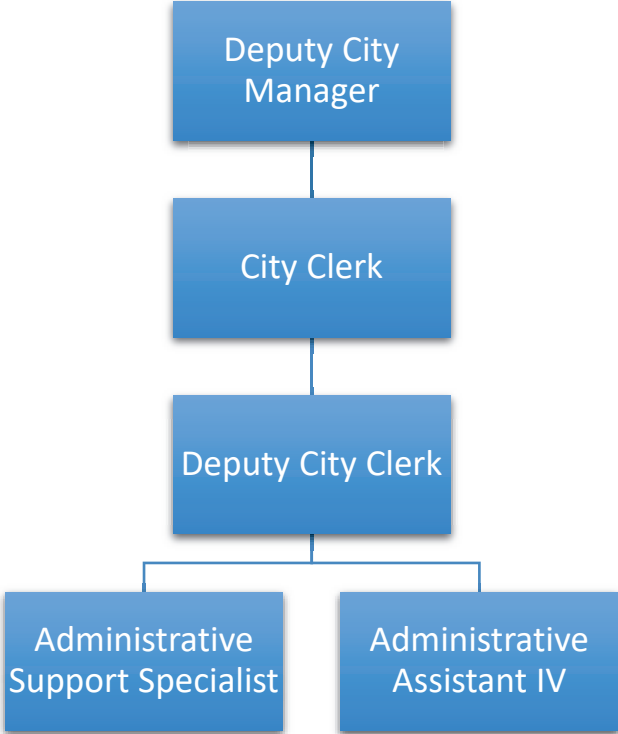 Deputy City
Manager
City Clerk
Deputy City Clerk
Administrative
Support Specialist
Administrative
Assistant IV